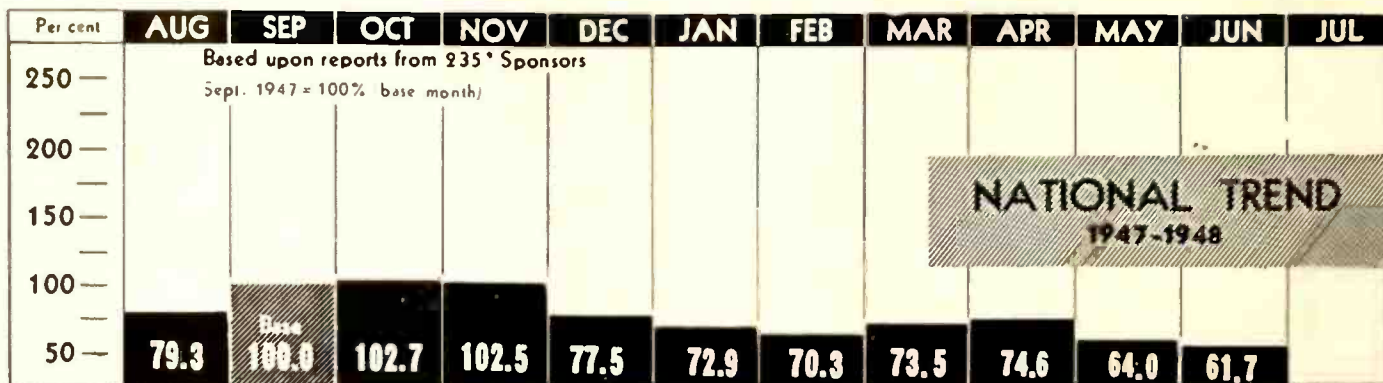 Per cent AUG SEP OCT NOV DEC JAN FEB MAR APR MAY JUN JUL
Based upon reports from 235* Sponsors
Sept. 1947 = 100% base month)
250
200
NATIONAL TREND
150
1947-1948
100
Base
50 79.3 100.0 102.7 102.5 77.5 72.9 70.3 73.5 74.6 64.0 61.7